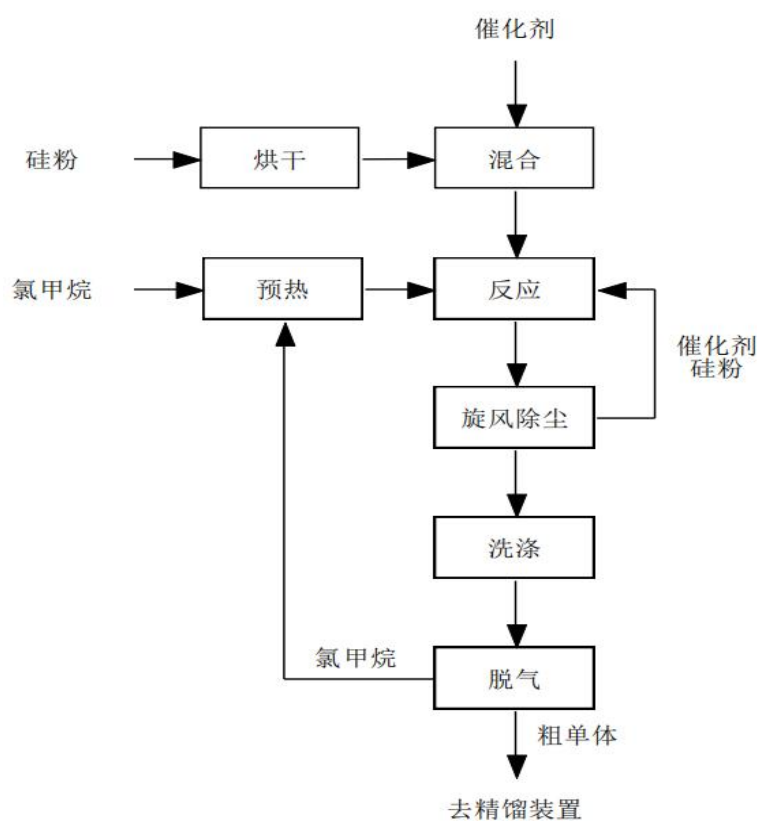 催化剂
硅粉
烘干
混合
氯甲烷
预热
反应
催化剂
硅粉
旋风除尘
洗涤
氯甲烷
脱气
粗单体
去精馏装置